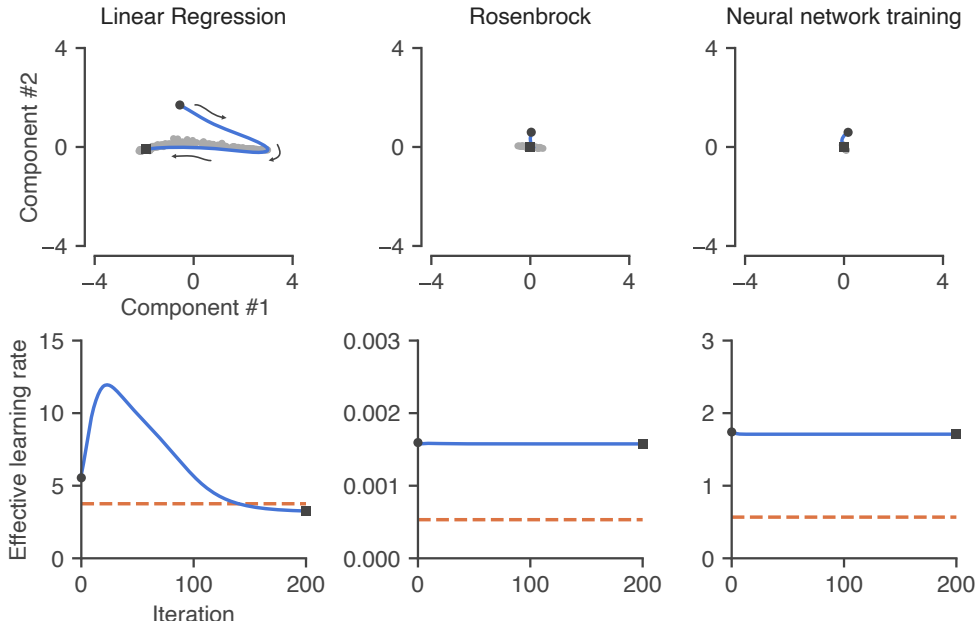 Linear Regression
Rosenbrock
Neural network training
Component #2
4
0
−4
4
0
−4
4
0
−4
−4 0 4
−4 0 4
−4 0 4
Component #1
Effective learning rate
15
10
5
0
0.003
0.002
0.001
0.000
3
2
1
0
0 100 200
0 100 200
0 100 200
Iteration